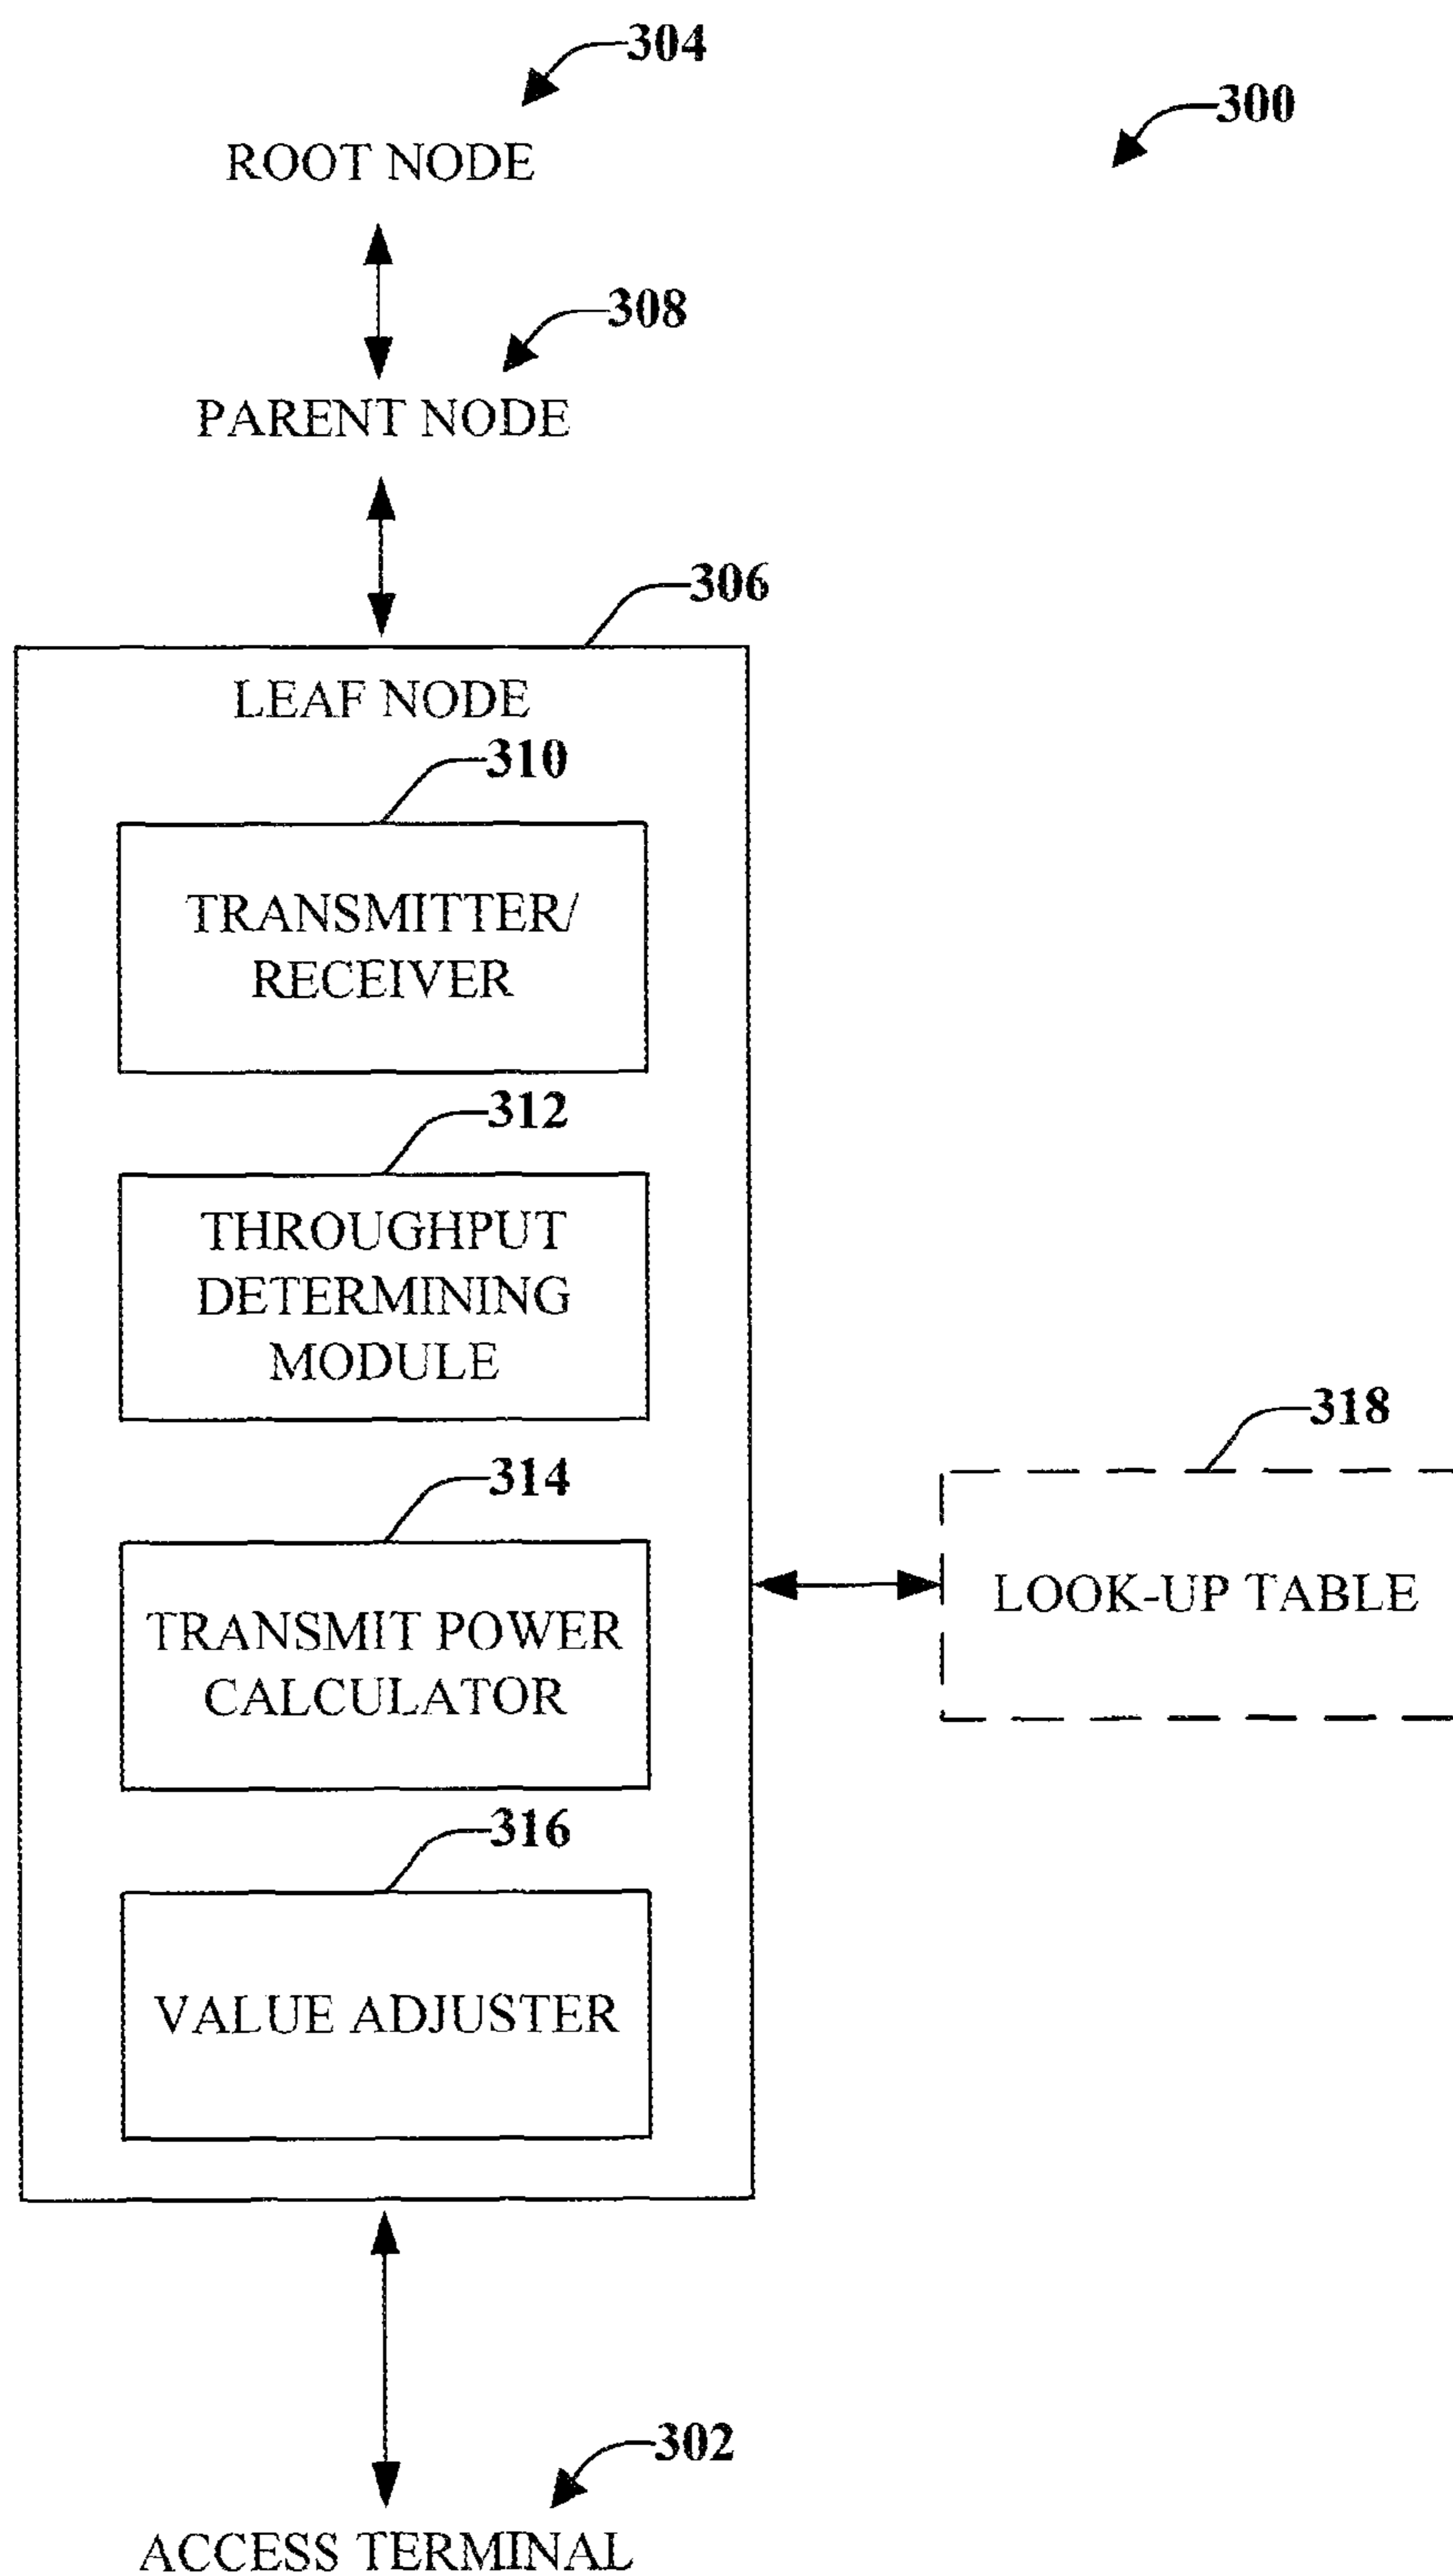 304
300
ROOT NODE
308
PARENT NODE
306
LEAF NODE
310
TRANSMITTER/
RECEIVER
312
THROUGHPUT
DETERMINING
MODULE
318
314
LOOK-UP TABLE
TRANSMIT POWER
CALCULATOR
316
VALUE ADJUSTER
302
ACCESS TERMINAL